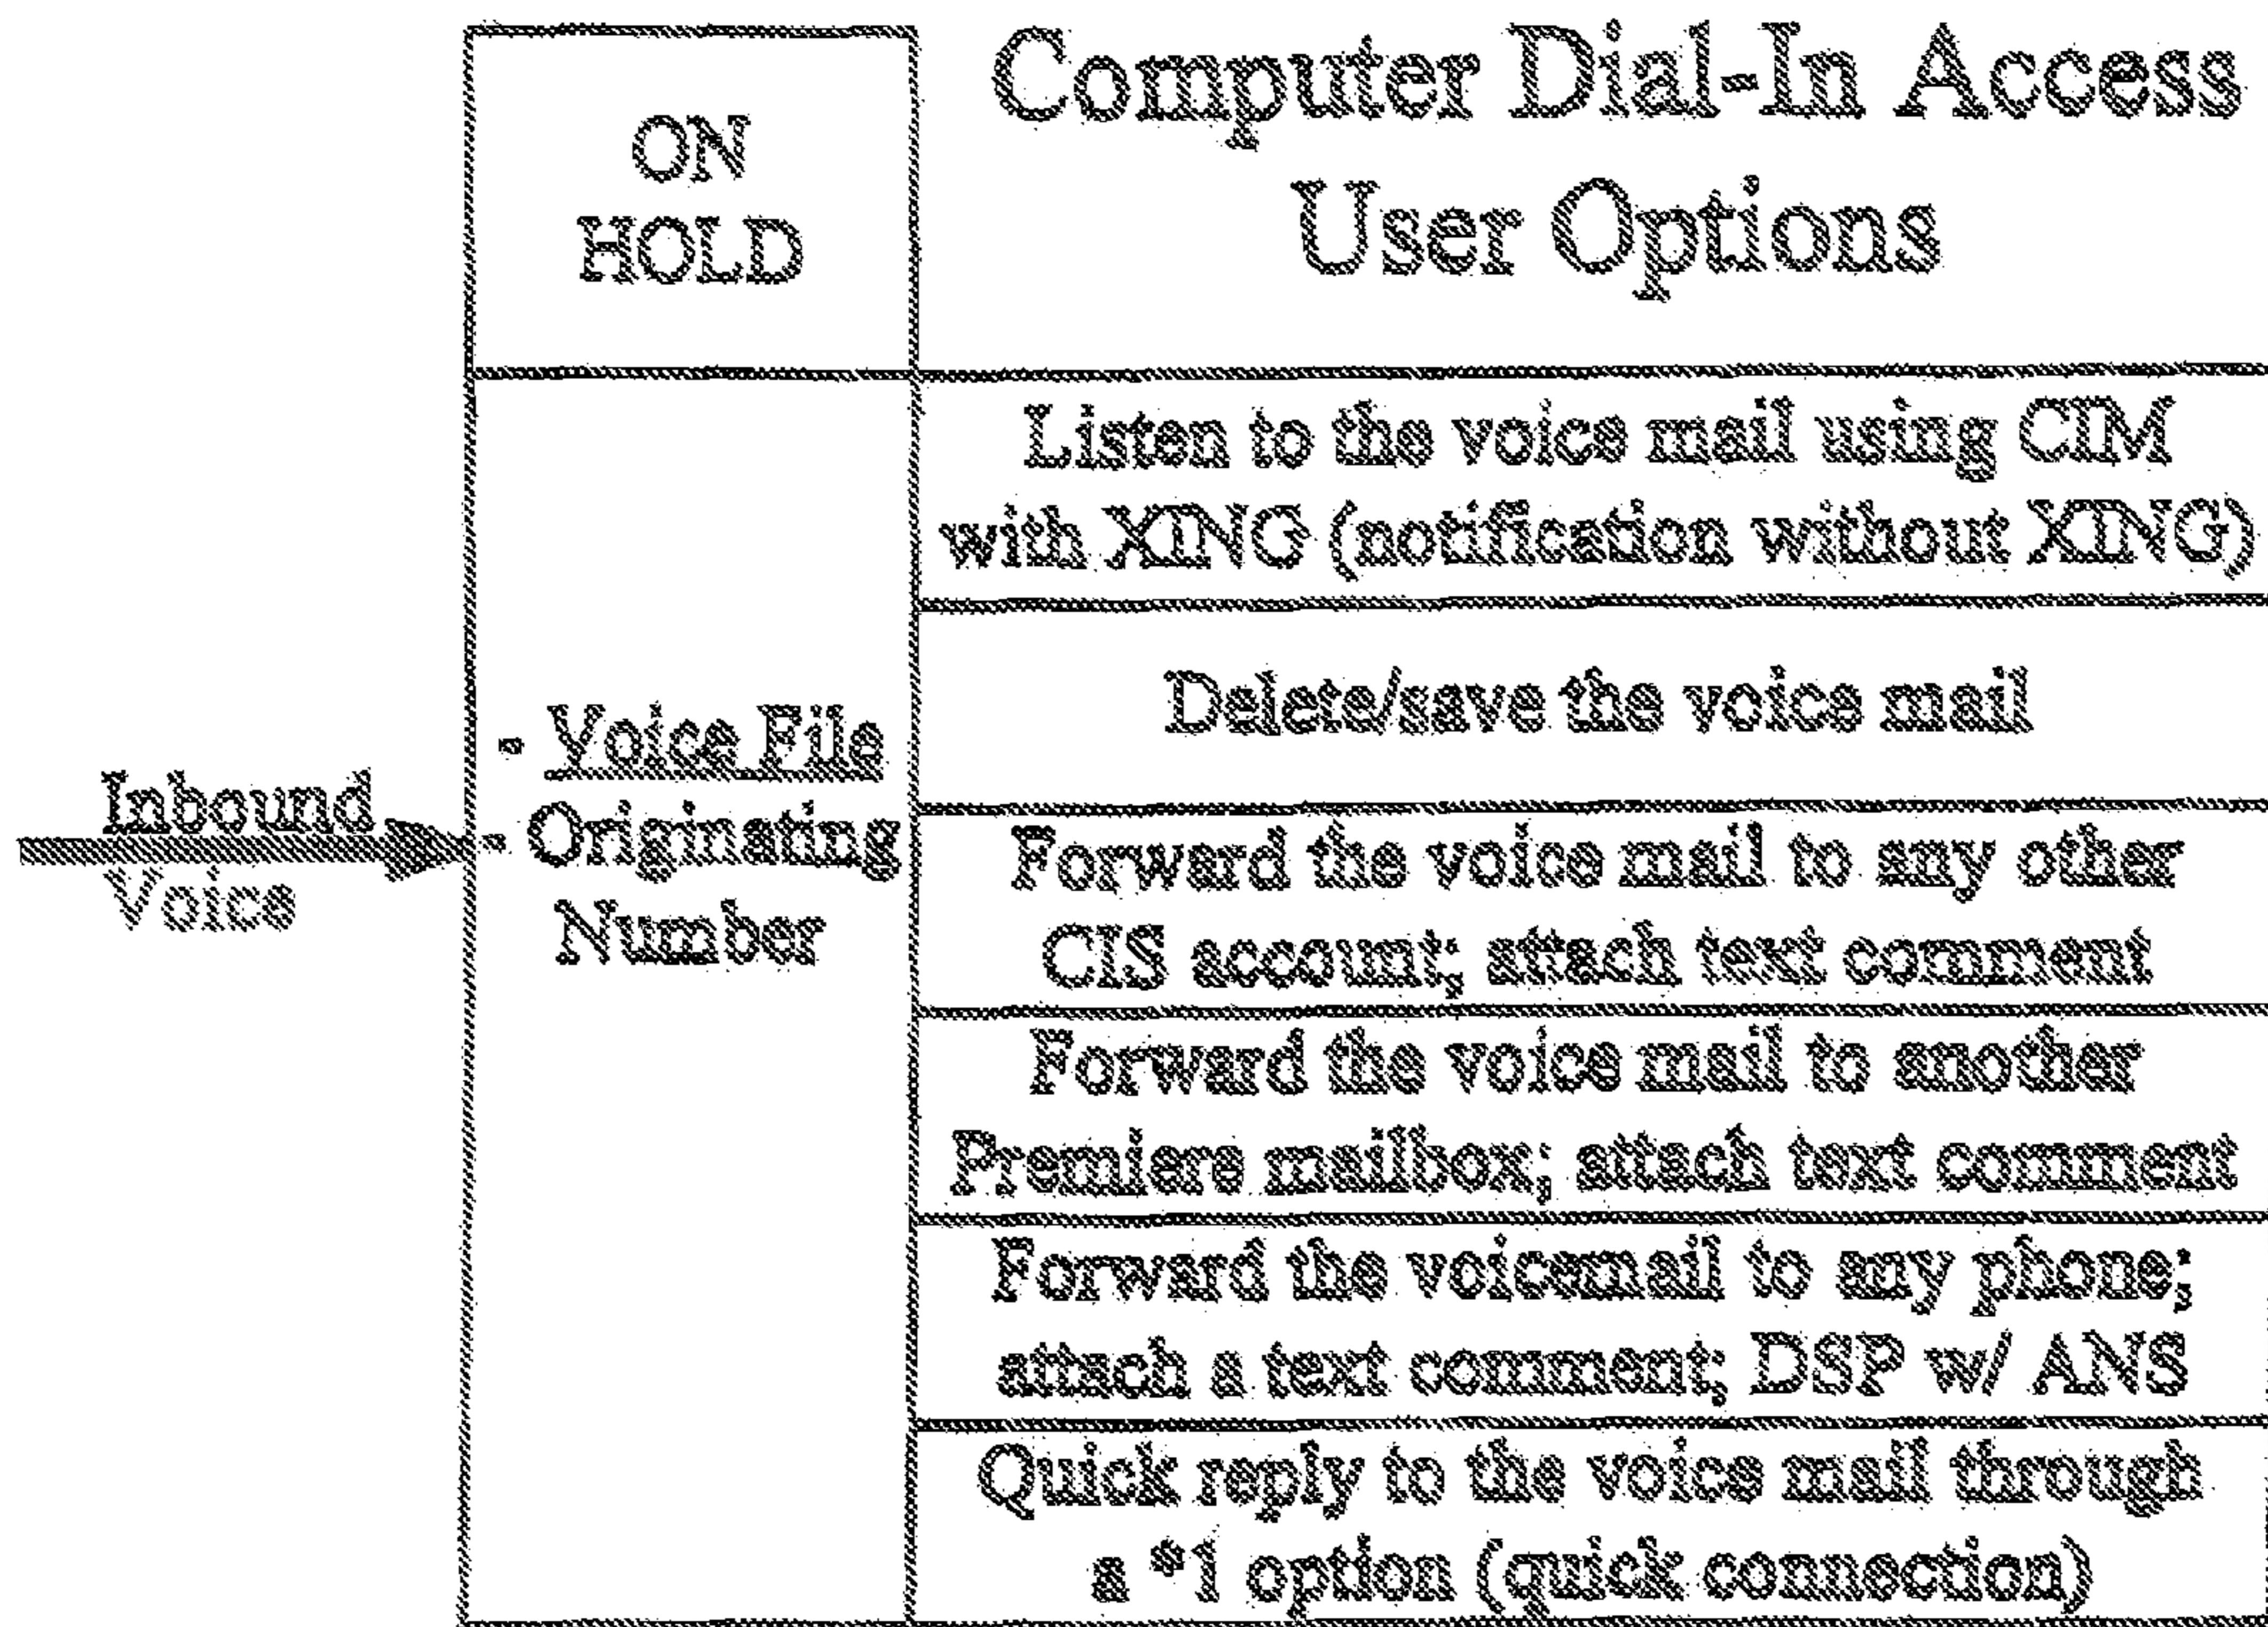 ON
HOLD
Computer Dial-In Access
User Options
Inbound
Voice
- Voice File
- Originating
Number
Listen to the voice mail using CIM
with XING (notification without XING)
Delete/save the voice mail
Forward the voice mail to any other
CIS account; attach text comment
Forward the voice mail to another
Premiere mailbox; attach text comment
Forward the voicemail to any phone;
attach a text comment; DSP w/ ANS
Quick reply to the voice mail through
a *1 option (quick connection)